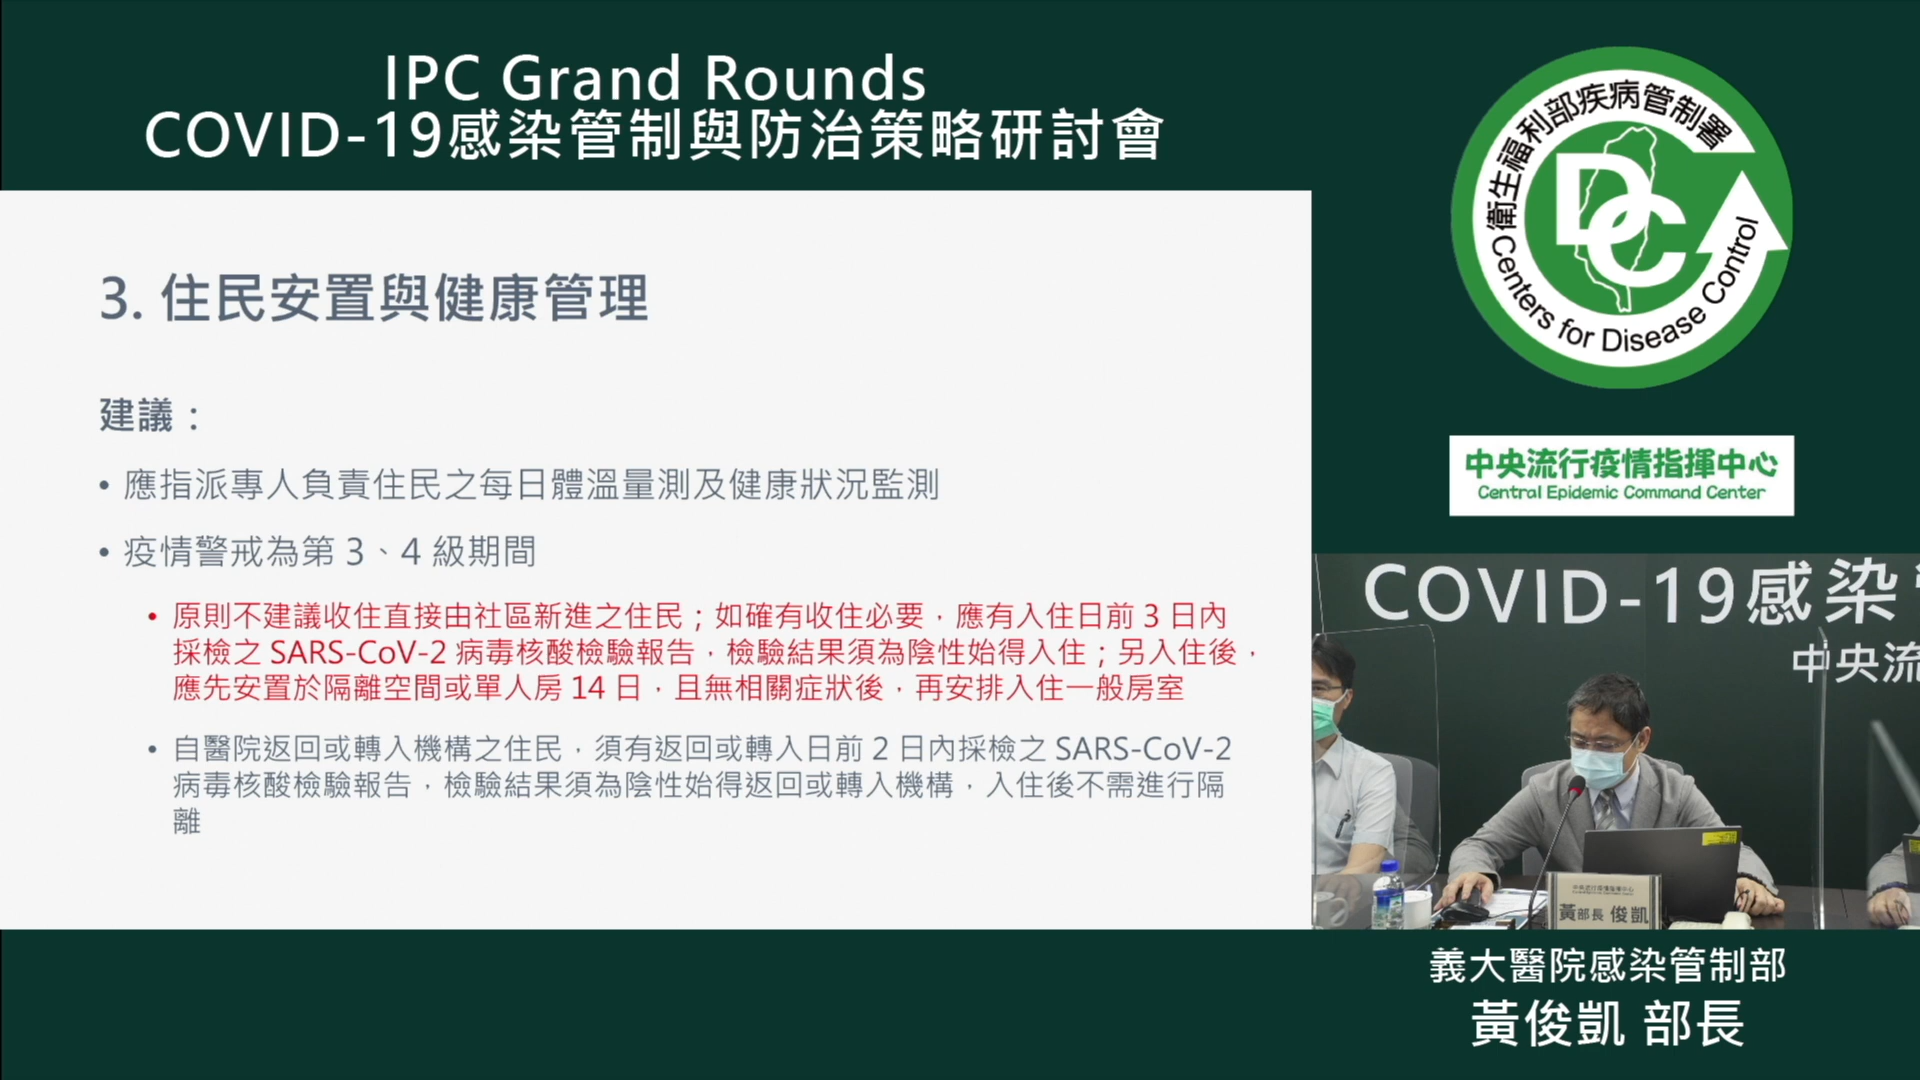 IPC Grand Rounds
COVID-19感染管制與防治策略研討會
3. 住民安置與健康管理
建議：
• 應指派專人負責住民之每日體溫量測及健康狀況監測
• 疫情警戒為第 3、4 級期間
• 原則不建議收住直接由社區新進之住民；如確有收住必要，應有入住日前 3 日內
採檢之 SARS-CoV-2 病毒核酸檢驗報告，檢驗結果須為陰性始得入住；另入住後，
應先安置於隔離空間或單人房 14 日，且無相關症狀後，再安排入住一般房室
• 自醫院返回或轉入機構之住民，須有返回或轉入日前 2 日內採檢之 SARS-CoV-2
病毒核酸檢驗報告，檢驗結果須為陰性始得返回或轉入機構，入住後不需進行隔
離
衛生福利部疾病管制署
DC
Centers for Disease Control
中央流行疫情指揮中心
Central Epidemic Command Center
COVID-19感染
中央流
中央流行疫情指揮中心
黃部長 俊凱
義大醫院感染管制部
黃俊凱 部長